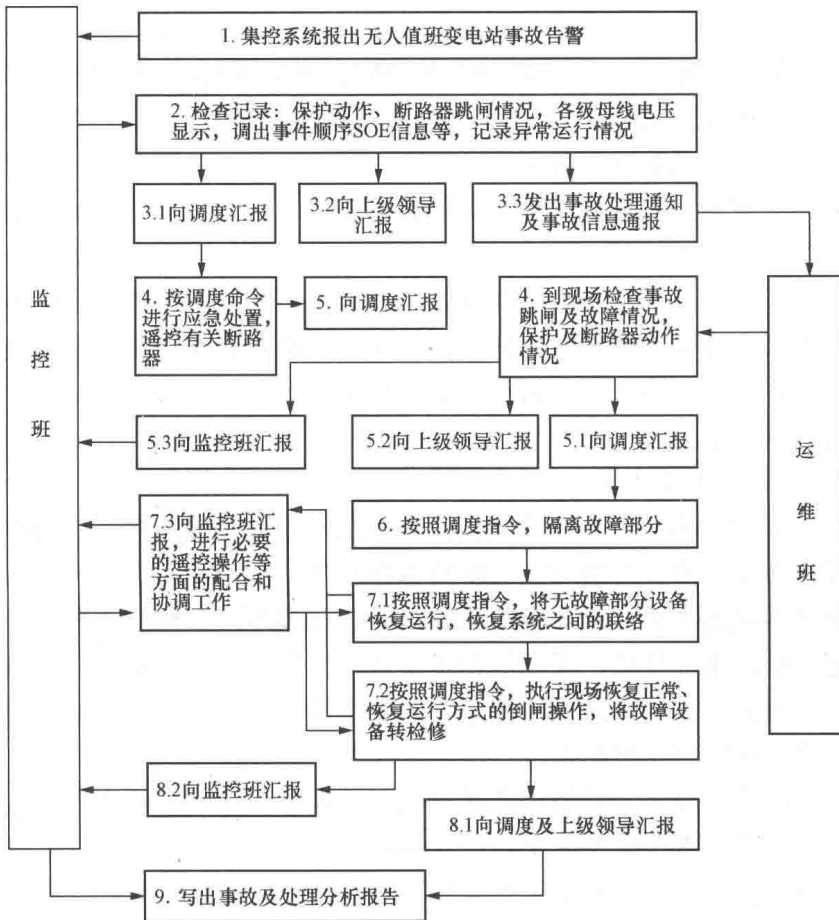 1. 集控系统报出无人值班变电站事故告警
2. 检查记录：保护动作、断路器跳闸情况，各级母线电压
显示，调出事件顺序SOE信息等，记录异常运行情况
3.1向调度汇报
3.2向上级领导
汇报
3.3发出事故处理通知
及事故信息通报
监
控
班
4. 按调度命令
进行应急处置，
遥控有关断路
器
5. 向调度汇报
4. 到现场检查事故
跳闸及故障情况，
保护及断路器动作
情况
5.3向监控班汇报
5.2向上级领导汇报
5.1向调度汇报
运
维
班
6. 按照调度指令，隔离故障部分
7.3向监控班汇
报，进行必要
的遥控操作等
方面的配合和
协调工作
7.1按照调度指令，将无故障部分设备
恢复运行，恢复系统之间的联络
7.2按照调度指令，执行现场恢复正常、
恢复运行方式的倒闸操作，将故障设
备转检修
8.2向监控班汇报
8.1向调度及上级领导汇报
9. 写出事故及处理分析报告